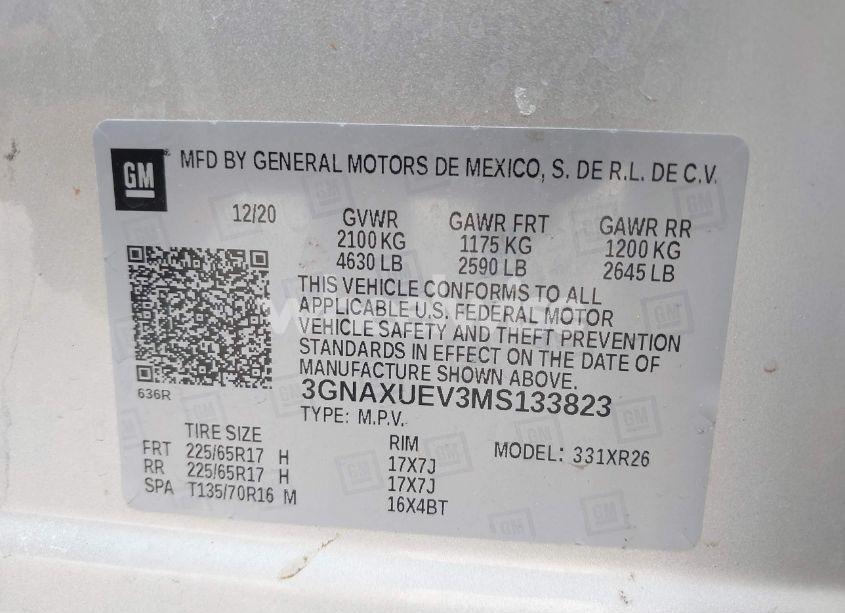 GM MFD BY GENERAL MOTORS DE MEXICO, S. DE R.L. DE C.V.
12/20 GVWR GAWR FRT GAWR RR
2100 KG 1175 KG 1200 KG
4630 LB 2590 LB 2645 LB
THIS VEHICLE CONFORMS TO ALL
APPLICABLE U.S. FEDERAL MOTOR
VEHICLE SAFETY AND THEFT PREVENTION
STANDARDS IN EFFECT ON THE DATE OF
MANUFACTURE SHOWN ABOVE.
636R
3GNAXUEV3MS133823
TYPE: M.P.V.
TIRE SIZE RIM MODEL: 331XR26
FRT 225/65R17 H 17X7J
RR 225/65R17 H 17X7J
SPA T135/70R16 M 16X4BT